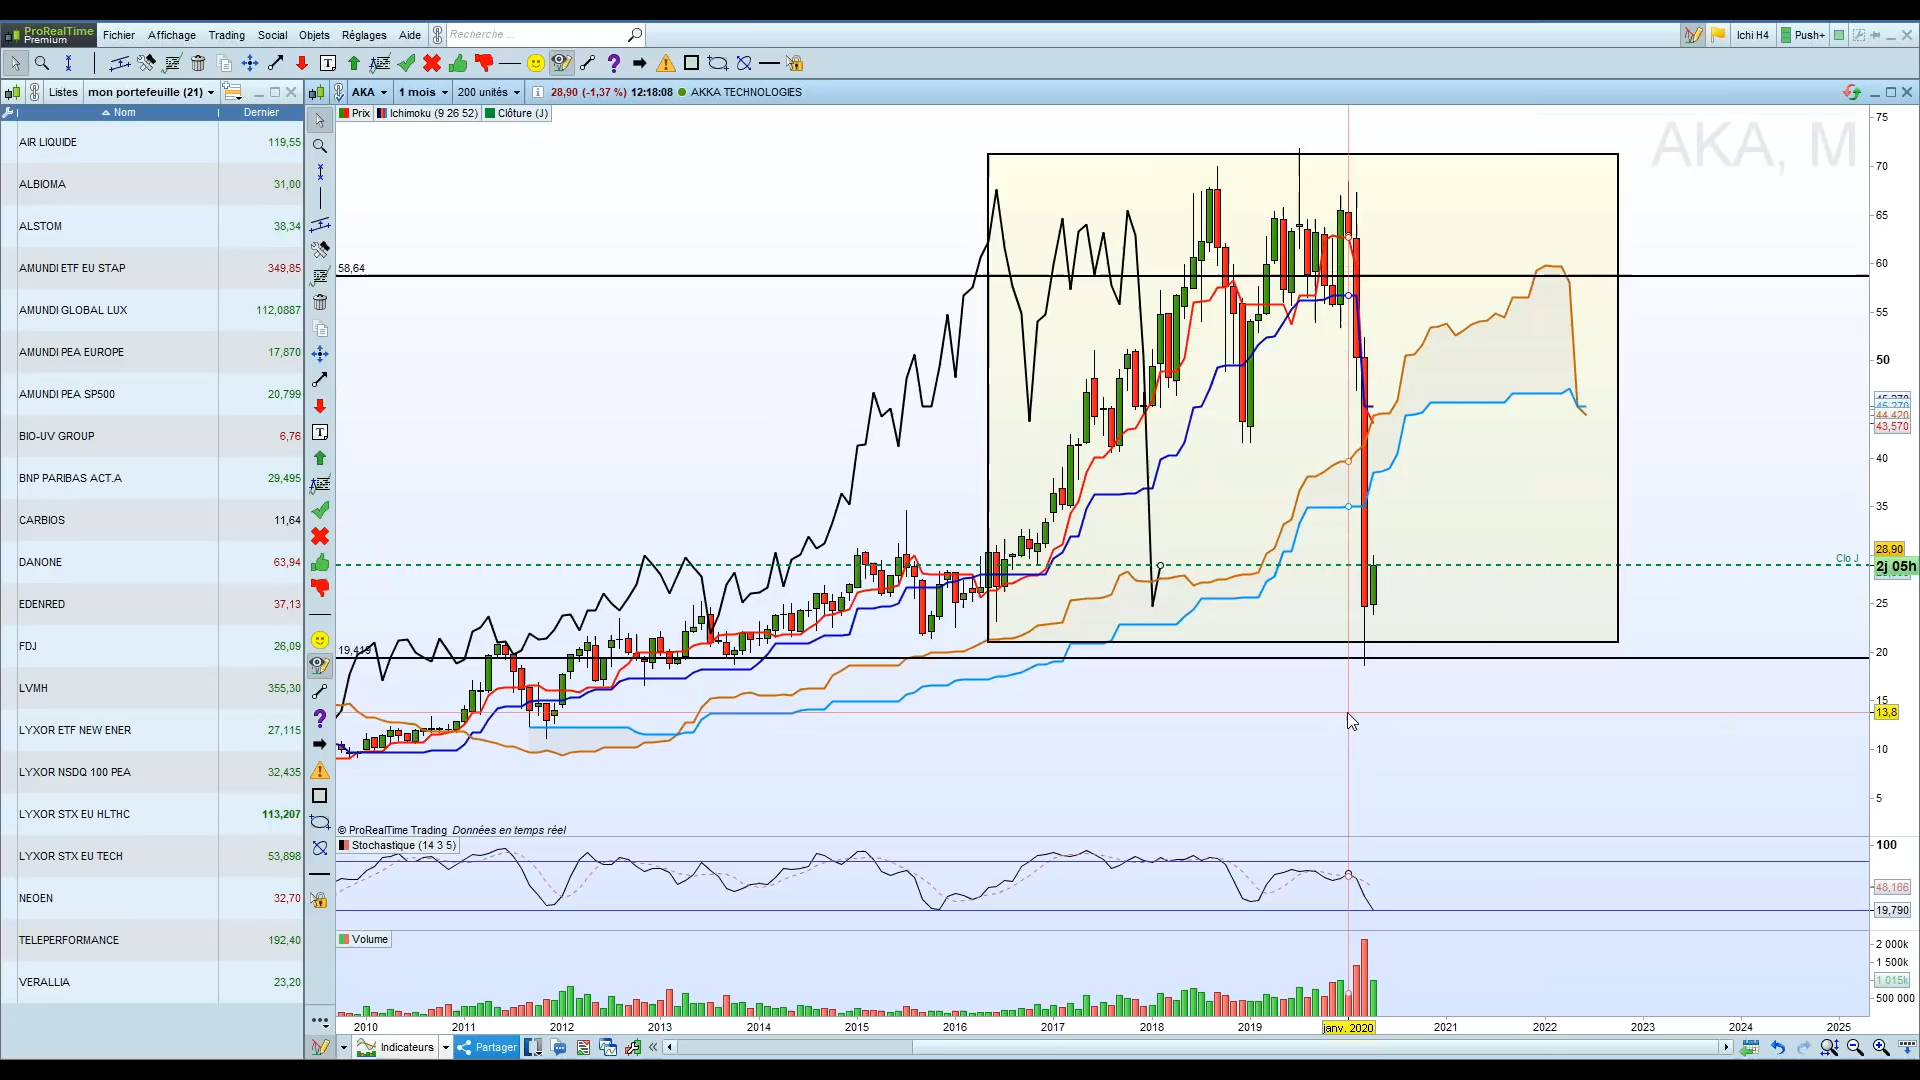 ProRealTime
Premium
Fichier Affichage Trading Social Objets Réglages Aide
Recherche ...
Ichi H4
Push+
Listes mon portefeuille (21)
AKA 1 mois 200 unités 28,90 (-1,37 %) 12:18:08 AKKA TECHNOLOGIES
Nom Dernier
Prix Ichimoku (9 26 52) Clôture (J)
AIR LIQUIDE 119,55
ALBIOMA 31,00
ALSTOM 38,34
AMUNDI ETF EU STAP 349,85
AMUNDI GLOBAL LUX 112,0887
AMUNDI PEA EUROPE 17,870
AMUNDI PEA SP500 20,799
BIO-UV GROUP 6,76
BNP PARIBAS ACT.A 29,495
CARBIOS 11,64
DANONE 63,94
EDENRED 37,13
FDJ 26,09
LVMH 355,30
LYXOR ETF NEW ENER 27,115
LYXOR NSDQ 100 PEA 32,435
LYXOR STX EU HLTHC 113,207
LYXOR STX EU TECH 53,898
NEOEN 32,70
TELEPERFORMANCE 192,40
VERALLIA 23,20
AKA, M
58,64
19,419
75
70
65
60
55
50
45,270
44,420
43,570
40
35
28,90
Clo J
2j 05h
25
20
15
13,8
10
5
© ProRealTime Trading Données en temps réel
Stochastique (14 3 5)
100
48,166
19,790
Volume
2 000k
1 500k
1 015k
500 000
2010 2011 2012 2013 2014 2015 2016 2017 2018 2019 janv. 2020 2021 2022 2023 2024 2025
Indicateurs
Partager